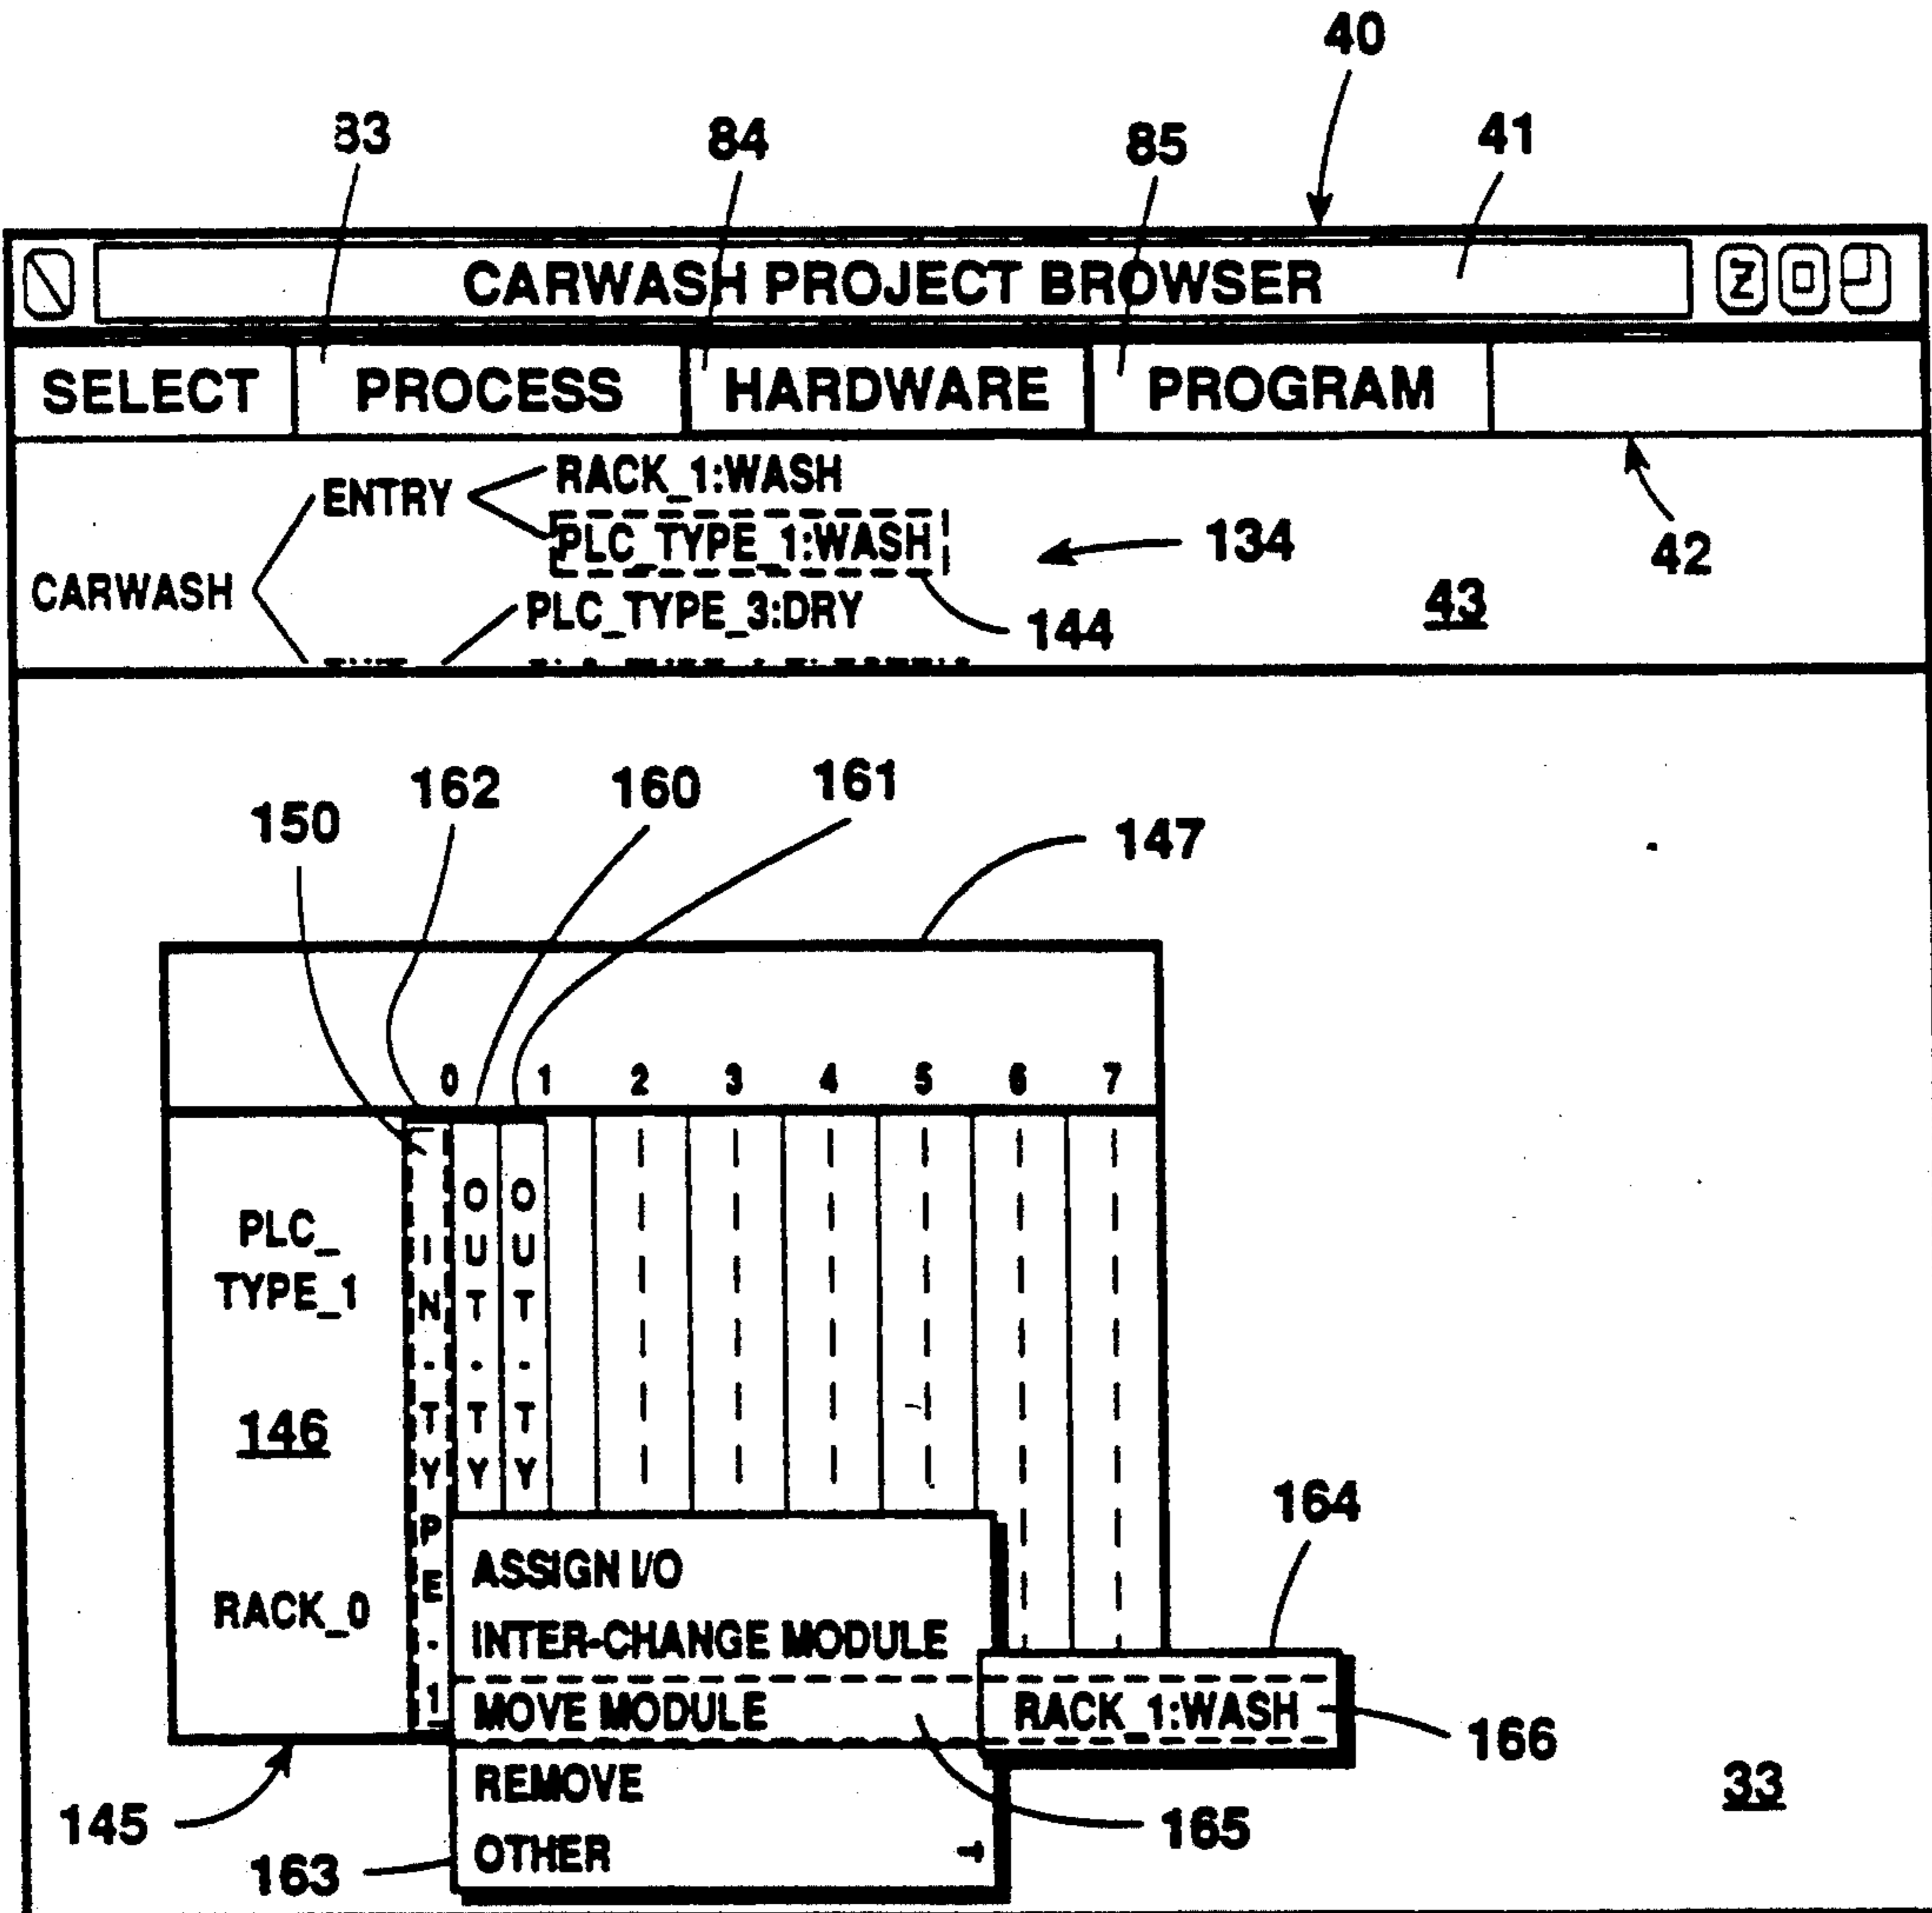 40
83 84 85 41
CARWASH PROJECT BROWSER
SELECT PROCESS HARDWARE PROGRAM
RACK_1:WASH
ENTRY
PLC_TYPE_1:WASH
134
42
CARWASH
43
PLC_TYPE_3:DRY
144
162 160 161
150
147
0 1 2 3 4 5 6 7
PLC_
TYPE_1
146
RACK_0
IN-TYPE-1
OUT-TY
OUT-TY
164
ASSIGN I/O
INTER-CHANGE MODULE
MOVE MODULE
RACK_1:WASH
166
REMOVE
33
145
165
OTHER
163